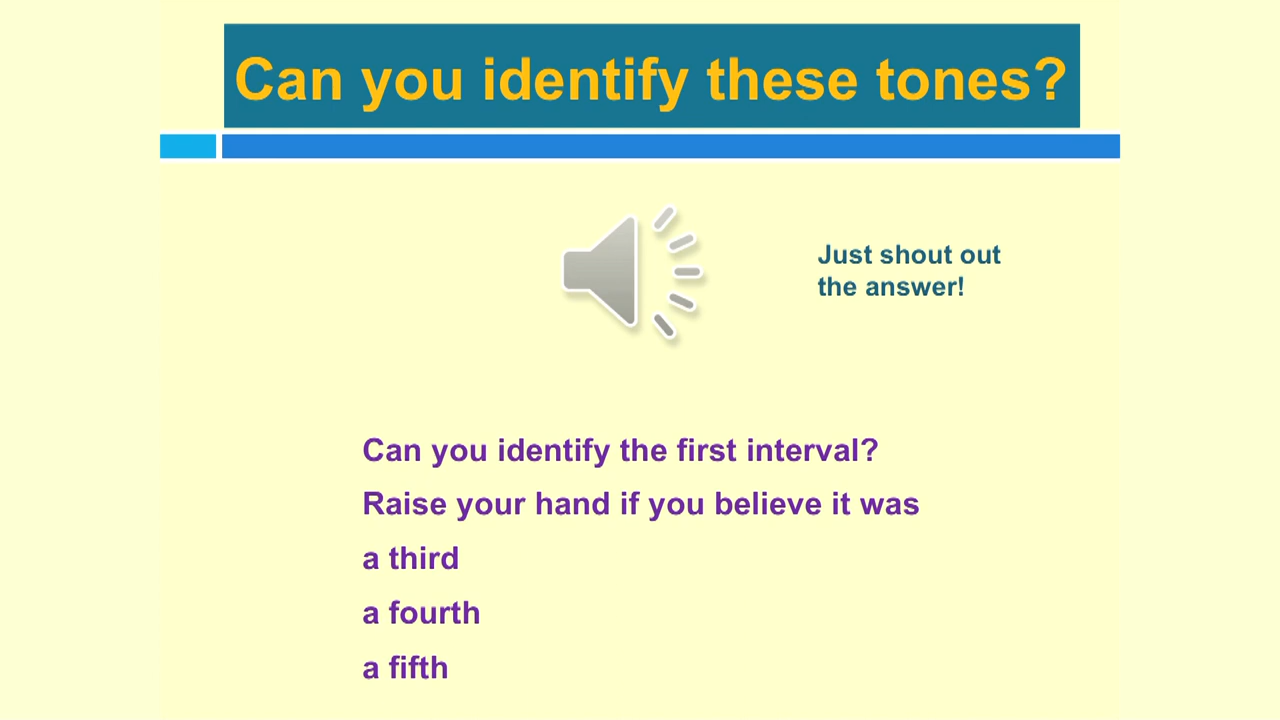 Can you identify these tones?
Just shout out
the answer!
Can you identify the first interval?
Raise your hand if you believe it was
a third
a fourth
a fifth